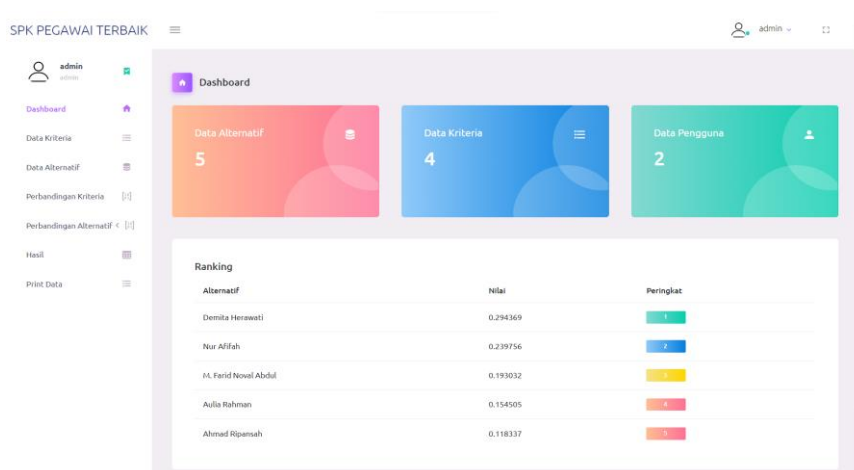 SPK PEGAWAI TERBAIK
admin
admin
admin
Dashboard
Data Kriteria
Data Alternatif
Perbandingan Kriteria
Perbandingan Alternatif
Hasil
Print Data
Dashboard
Data Alternatif
5
Data Kriteria
4
Data Pengguna
2
Ranking
Alternatif Nilai Peringkat
Demita Herawati 0.294369 1
Nur Afifah 0.239756 2
M. Farid Noval Abdul 0.193032 3
Aulia Rahman 0.154505 4
Ahmad Ripansah 0.118337 5